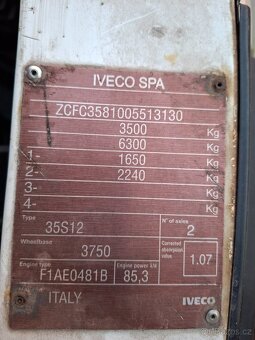 IVECO SPA
ZCFC3581005513130
3500 Kg
6300 Kg
1- 1650 Kg
2- 2240 Kg
3- Kg
4- Kg
Type N° of axles
35S12 2
Wheelbase Corrected absorption value
3750 1.07
Engine type Engine power kW
F1AE0481B 85,3
ITALY IVECO